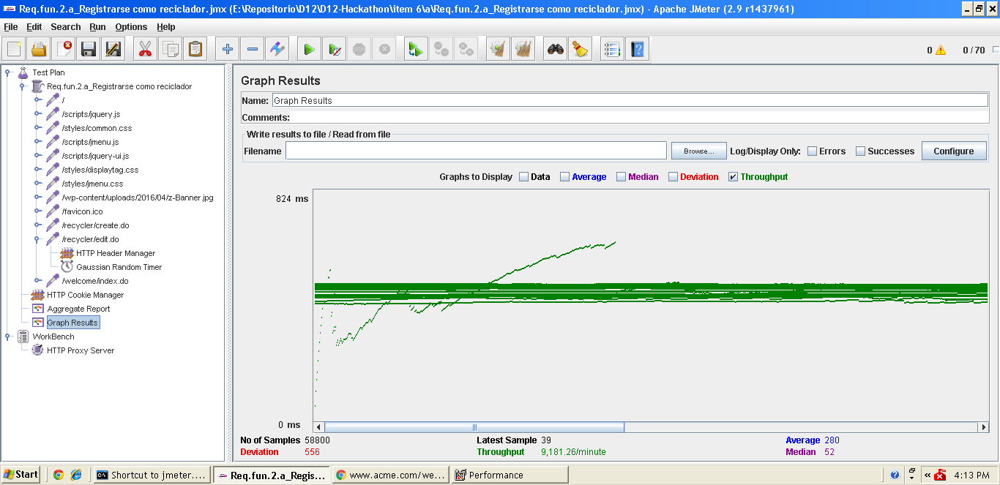 Req.fun.2.a_Registrarse como reciclador.jmx (E:\Repositorio\D12\D12-Hackathon\item 6\a\Req.fun.2.a_Registrarse como reciclador.jmx) - Apache JMeter (2.9 r1437961)
File Edit Search Run Options Help
0 0 / 70
Test Plan
Req.fun.2.a_Registrarse como reciclador
/
/scripts/jquery.js
/styles/common.css
/scripts/jmenu.js
/scripts/jquery-ui.js
/styles/displaytag.css
/styles/jmenu.css
/wp-content/uploads/2016/04/z-Banner.jpg
/favicon.ico
/recycler/create.do
/recycler/edit.do
HTTP Header Manager
Gaussian Random Timer
/welcome/index.do
HTTP Cookie Manager
Aggregate Report
Graph Results
WorkBench
HTTP Proxy Server
Graph Results
Name: Graph Results
Comments:
Write results to file / Read from file
Filename Browse... Log/Display Only: Errors Successes Configure
Graphs to Display Data Average Median Deviation Throughput
824 ms
0 ms
No of Samples 58800 Latest Sample 39 Average 280
Deviation 556 Throughput 9,181.26/minute Median 52
Start Shortcut to jmeter.... Req.fun.2.a_Regis... www.acme.com/we... Performance 4:13 PM